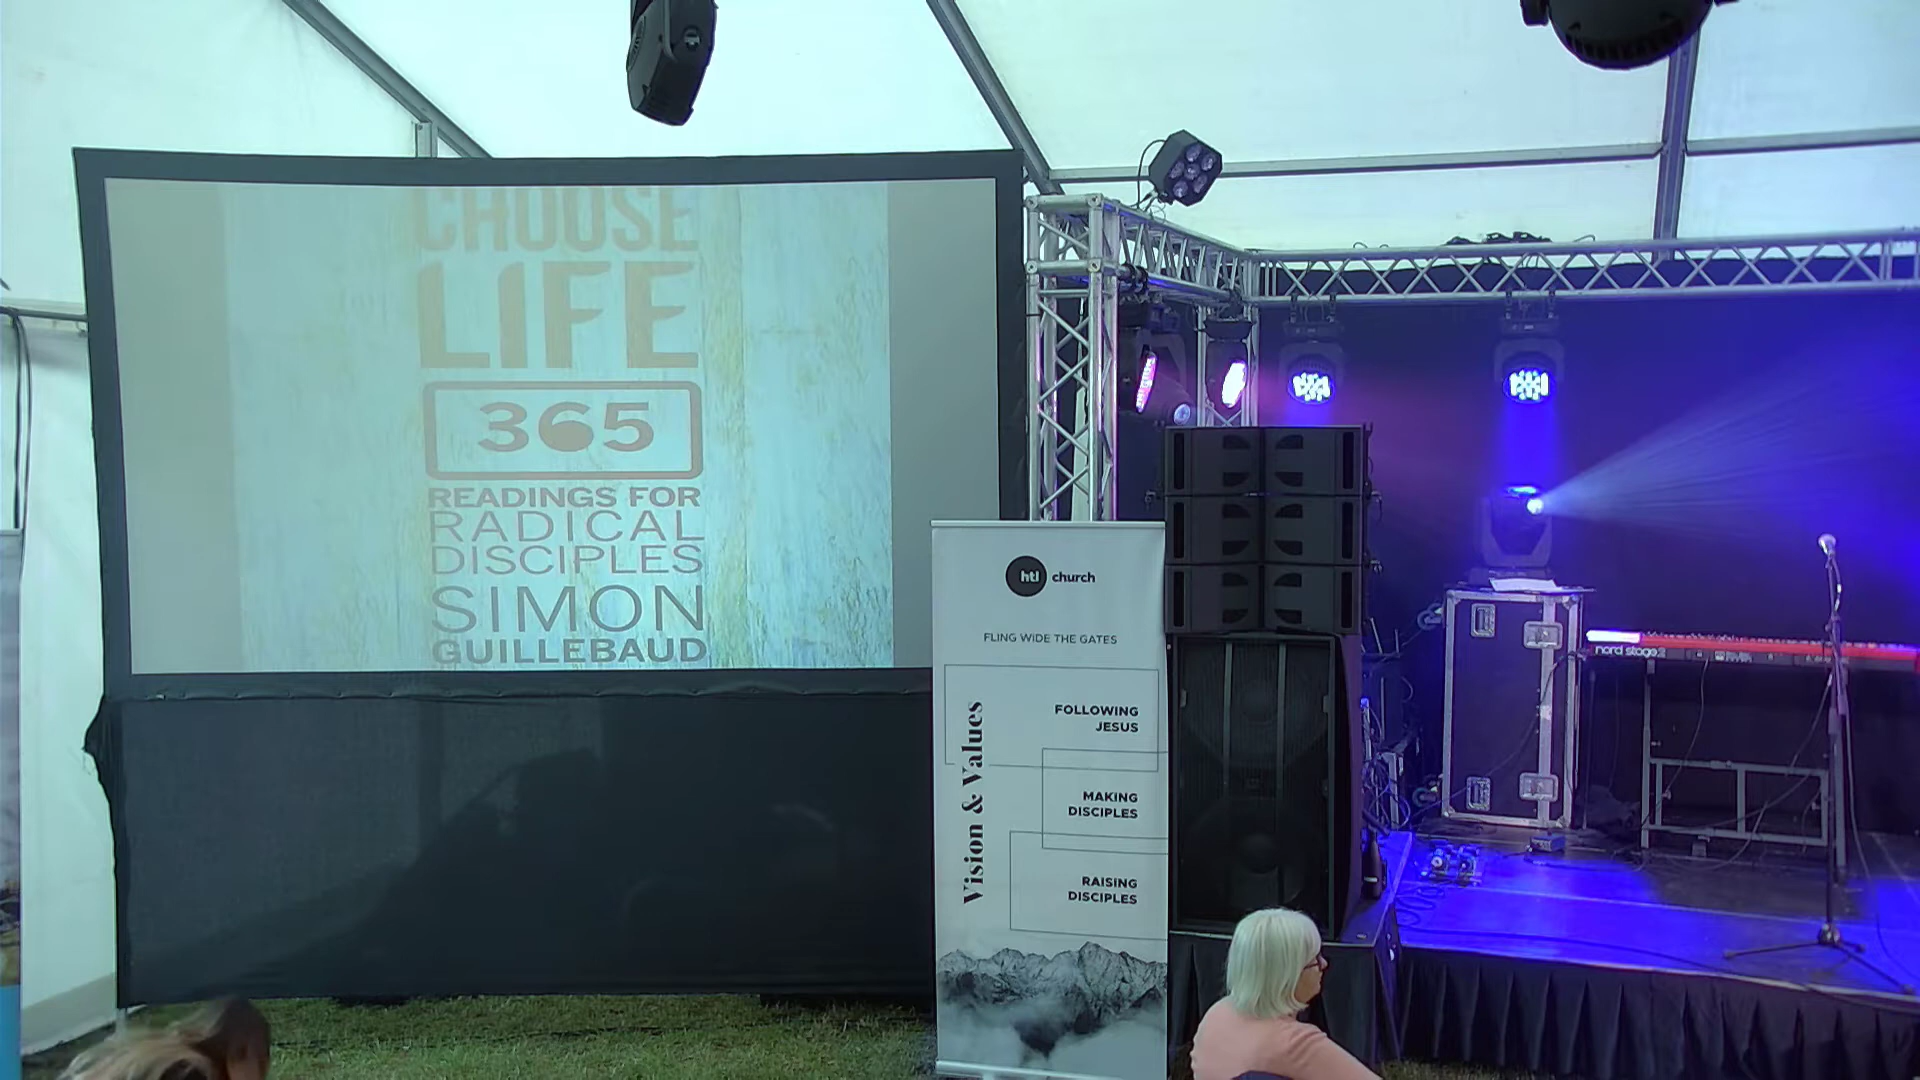 CHOOSE
LIFE
365
READINGS FOR
RADICAL
DISCIPLES
SIMON
GUILLEBAUD
htl church
FLING WIDE THE GATES
Vision & Values
FOLLOWING
JESUS
MAKING
DISCIPLES
RAISING
DISCIPLES
nord stage 2